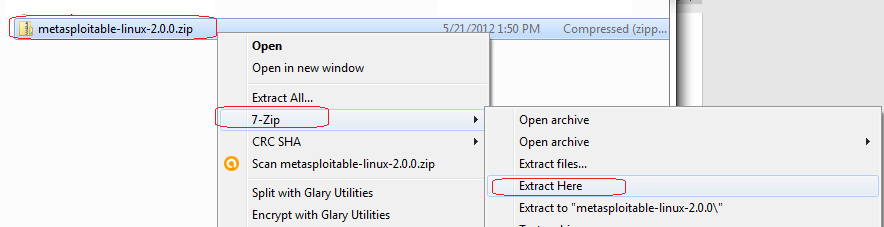 metasploitable-linux-2.0.0.zip 5/21/2012 1:50 PM Compressed (zipp...
Open
Open in new window
Extract All...
7-Zip
CRC SHA
Scan metasploitable-linux-2.0.0.zip
Split with Glary Utilities
Encrypt with Glary Utilities
Open archive
Open archive
Extract files...
Extract Here
Extract to "metasploitable-linux-2.0.0\"